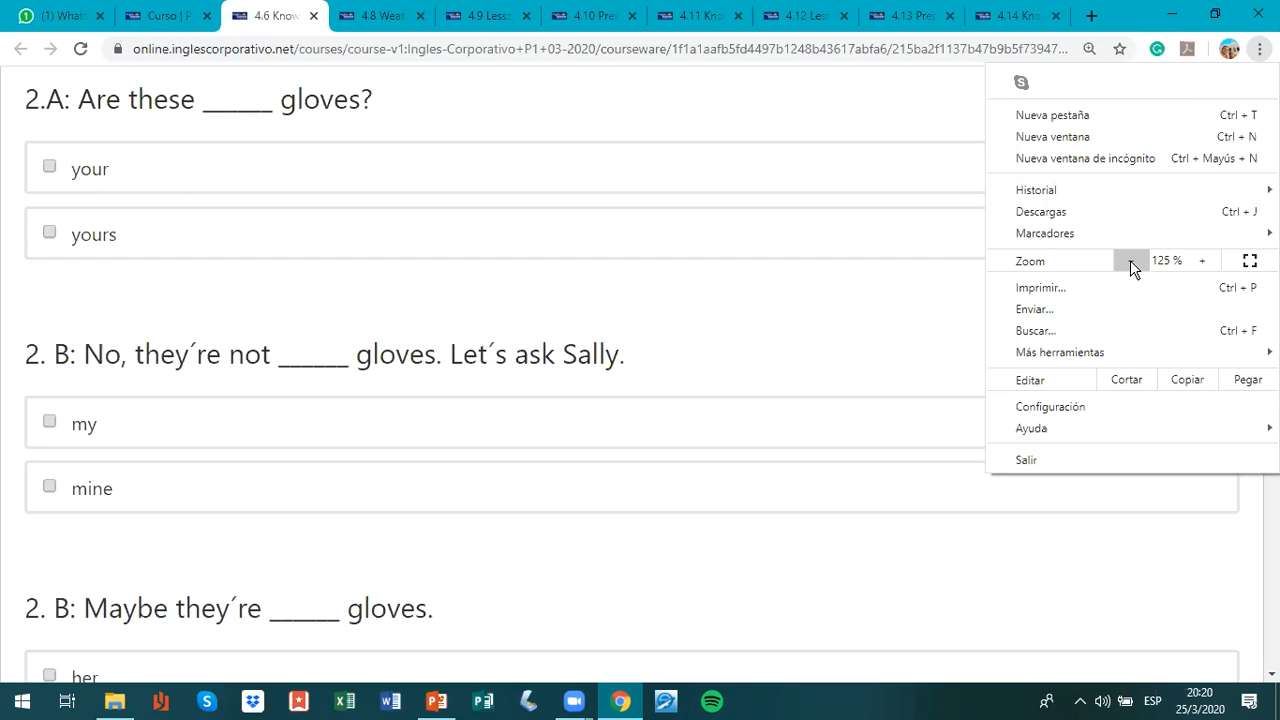 (1) Whats
Curso | P
4.6 Know
4.8 Weat
4.9 Lesso
4.10 Pres
4.11 Kno
4.12 Less
4.13 Pres
4.14 Kno
online.inglescorporativo.net/courses/course-v1:Ingles-Corporativo+P1+03-2020/courseware/1f1a1aafb5fd4497b1248b43617abfa6/215ba2f1137b47b9b5f73947...
2.A: Are these ______ gloves?
your
yours
2. B: No, they´re not ______ gloves. Let´s ask Sally.
my
mine
2. B: Maybe they´re ______ gloves.
her
Nueva pestaña Ctrl + T
Nueva ventana Ctrl + N
Nueva ventana de incógnito Ctrl + Mayús + N
Historial
Descargas Ctrl + J
Marcadores
Zoom - 125 % +
Imprimir... Ctrl + P
Enviar...
Buscar... Ctrl + F
Más herramientas
Editar Cortar Copiar Pegar
Configuración
Ayuda
Salir
ESP
20:20
25/3/2020